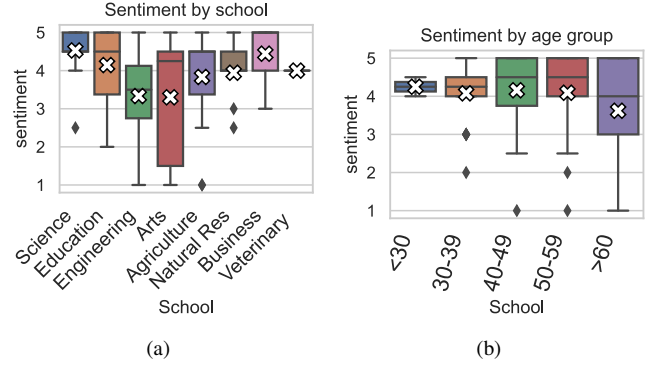 Sentiment by school
sentiment
5
4
3
2
1
Science
Education
Engineering
Arts
Agriculture
Natural Res
Business
Veterinary
School
(a)
Sentiment by age group
sentiment
5
4
3
2
1
<30
30-39
40-49
50-59
>60
School
(b)